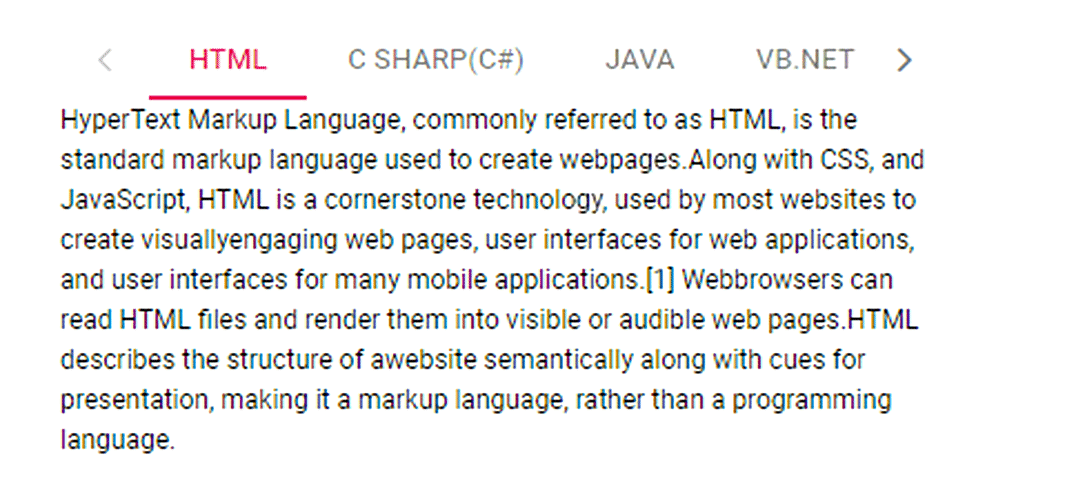 HTML C SHARP(C#) JAVA VB.NET
HyperText Markup Language, commonly referred to as HTML, is the
standard markup language used to create webpages.Along with CSS, and
JavaScript, HTML is a cornerstone technology, used by most websites to
create visuallyengaging web pages, user interfaces for web applications,
and user interfaces for many mobile applications.[1] Webbrowsers can
read HTML files and render them into visible or audible web pages.HTML
describes the structure of awebsite semantically along with cues for
presentation, making it a markup language, rather than a programming
language.